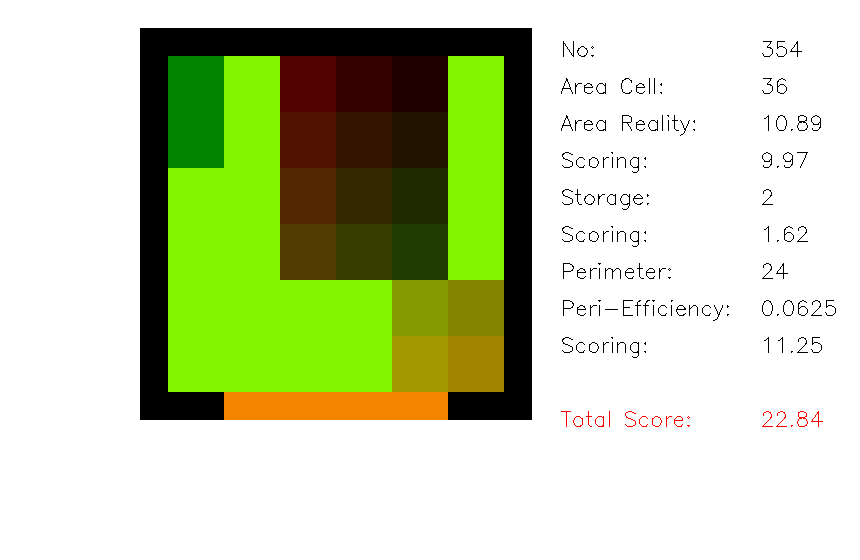 No: 354
Area Cell: 36
Area Reality: 10.89
Scoring: 9.97
Storage: 2
Scoring: 1.62
Perimeter: 24
Peri-Efficiency: 0.0625
Scoring: 11.25
Total Score: 22.84